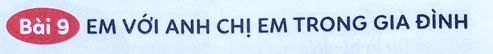 Bài 9 EM VỚI ANH CHỊ EM TRONG GIA ĐÌNH